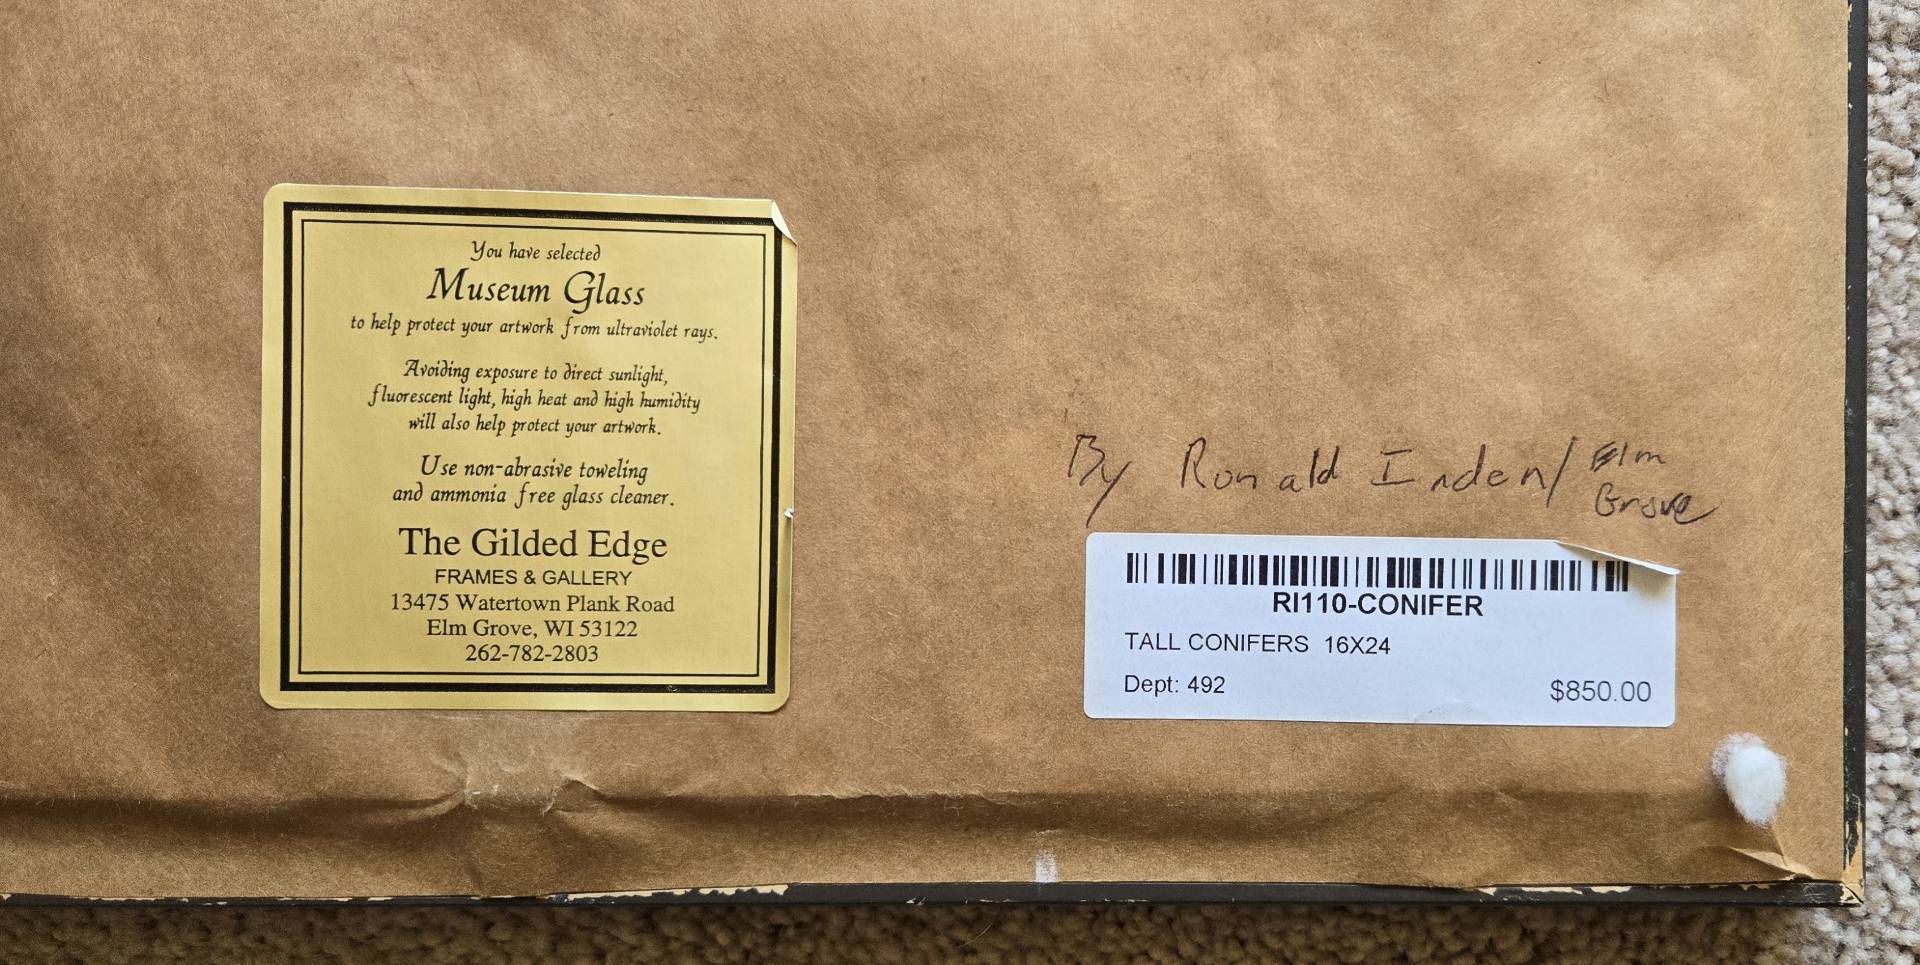 You have selected
Museum Glass
to help protect your artwork from ultraviolet rays.
Avoiding exposure to direct sunlight,
fluorescent light, high heat and high humidity
will also help protect your artwork.
Use non-abrasive toweling
and ammonia free glass cleaner.
The Gilded Edge
FRAMES & GALLERY
13475 Watertown Plank Road
Elm Grove, WI 53122
262-782-2803
By Ronald Inden/ Elm
Grove
RI110-CONIFER
TALL CONIFERS 16X24
Dept: 492 $850.00